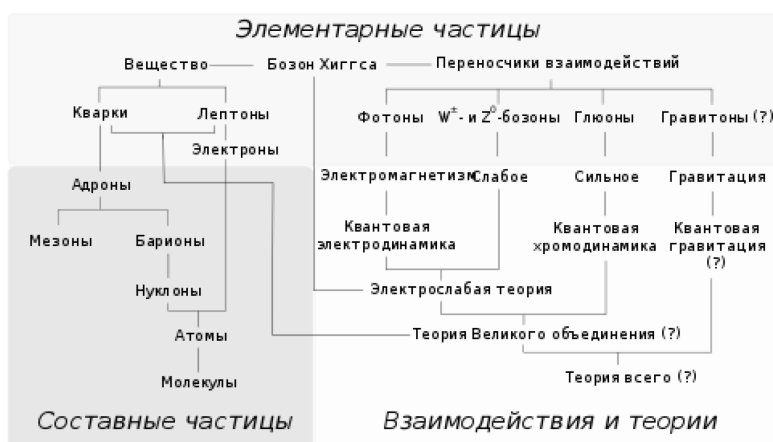 Элементарные частицы
Вещество Бозон Хиггса Переносчики взаимодействий
Кварки Лептоны Фотоны W±- и Z⁰-бозоны Глюоны Гравитоны (?)
Электроны
Адроны Электромагнетизм Слабое Сильное Гравитация
Мезоны Барионы Квантовая электродинамика Квантовая хромодинамика Квантовая гравитация (?)
Нуклоны Электрослабая теория
Атомы Теория Великого объединения (?)
Молекулы Теория всего (?)
Составные частицы Взаимодействия и теории